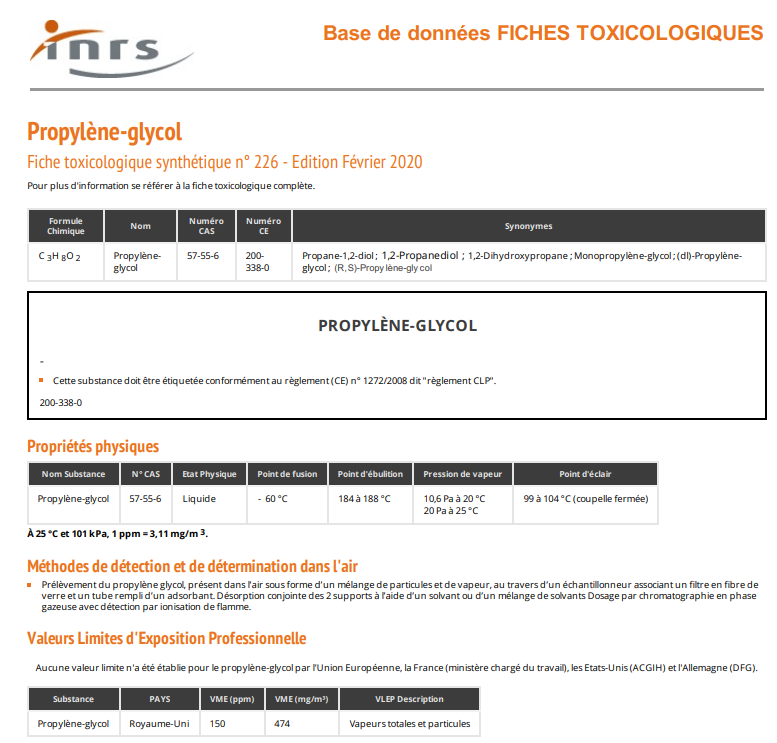 inrs
Base de données FICHES TOXICOLOGIQUES
Propylène-glycol
Fiche toxicologique synthétique n° 226 - Edition Février 2020
Pour plus d'information se référer à la fiche toxicologique complète.
Formule Chimique Nom Numéro CAS Numéro CE Synonymes
C 3H 8O 2 Propylène-glycol 57-55-6 200-338-0 Propane-1,2-diol ; 1,2-Propanediol ; 1,2-Dihydroxypropane ; Monopropylène-glycol ; (dl)-Propylène-glycol ; (R,S)-Propylène-glycol
PROPYLÈNE-GLYCOL
-
Cette substance doit être étiquetée conformément au règlement (CE) n° 1272/2008 dit "règlement CLP".
200-338-0
Propriétés physiques
Nom Substance N° CAS Etat Physique Point de fusion Point d'ébulition Pression de vapeur Point d'éclair
Propylène-glycol 57-55-6 Liquide - 60 °C 184 à 188 °C 10,6 Pa à 20 °C 99 à 104 °C (coupelle fermée)
20 Pa à 25 °C
À 25 °C et 101 kPa, 1 ppm = 3,11 mg/m 3.
Méthodes de détection et de détermination dans l'air
Prélèvement du propylène glycol, présent dans l'air sous forme d'un mélange de particules et de vapeur, au travers d'un échantillonneur associant un filtre en fibre de
verre et un tube rempli d'un adsorbant. Désorption conjointe des 2 supports à l'aide d'un solvant ou d'un mélange de solvants Dosage par chromatographie en phase
gazeuse avec détection par ionisation de flamme.
Valeurs Limites d'Exposition Professionnelle
Aucune valeur limite n'a été établie pour le propylène-glycol par l'Union Européenne, la France (ministère chargé du travail), les Etats-Unis (ACGIH) et l'Allemagne (DFG).
Substance PAYS VME (ppm) VME (mg/m³) VLEP Description
Propylène-glycol Royaume-Uni 150 474 Vapeurs totales et particules